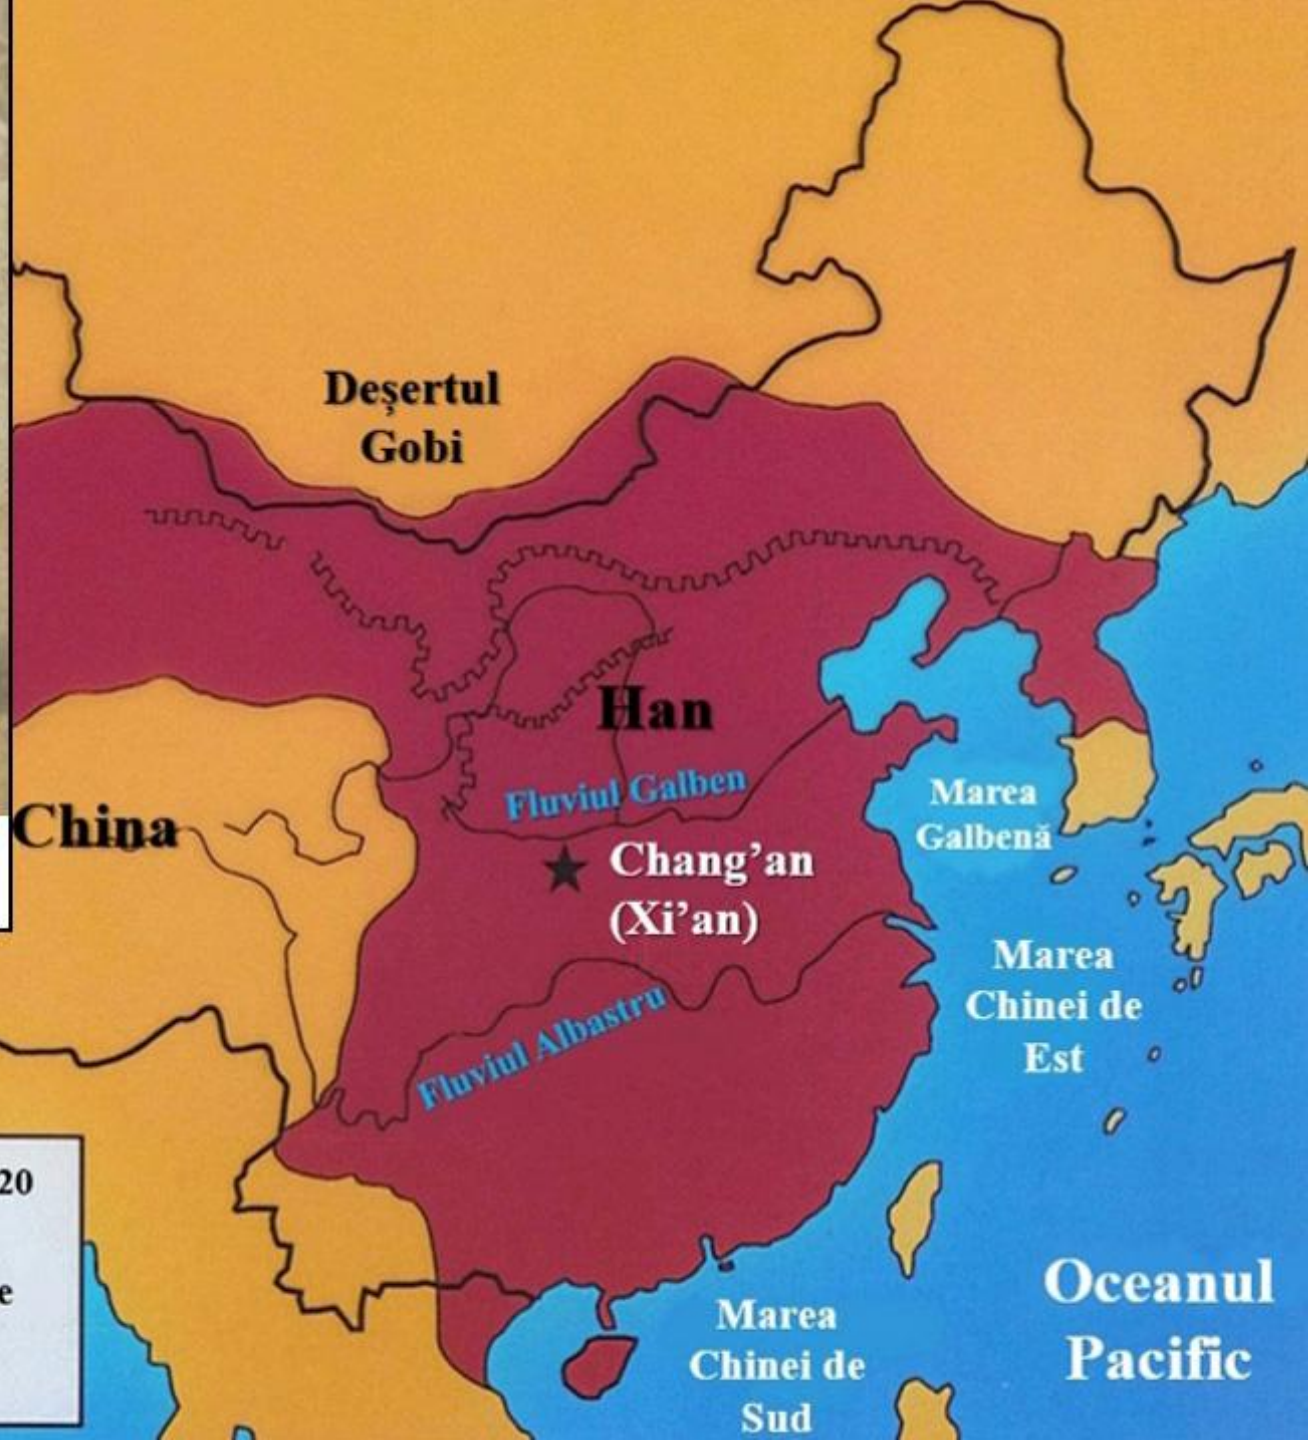 Deșertul
Gobi
Han
Fluviul Galben
China
Marea
Galbenă
Chang’an
(Xi’an)
Marea
Chinei de
Est
Fluviul Albastru
20
e
Oceanul
Pacific
Marea
Chinei de
Sud